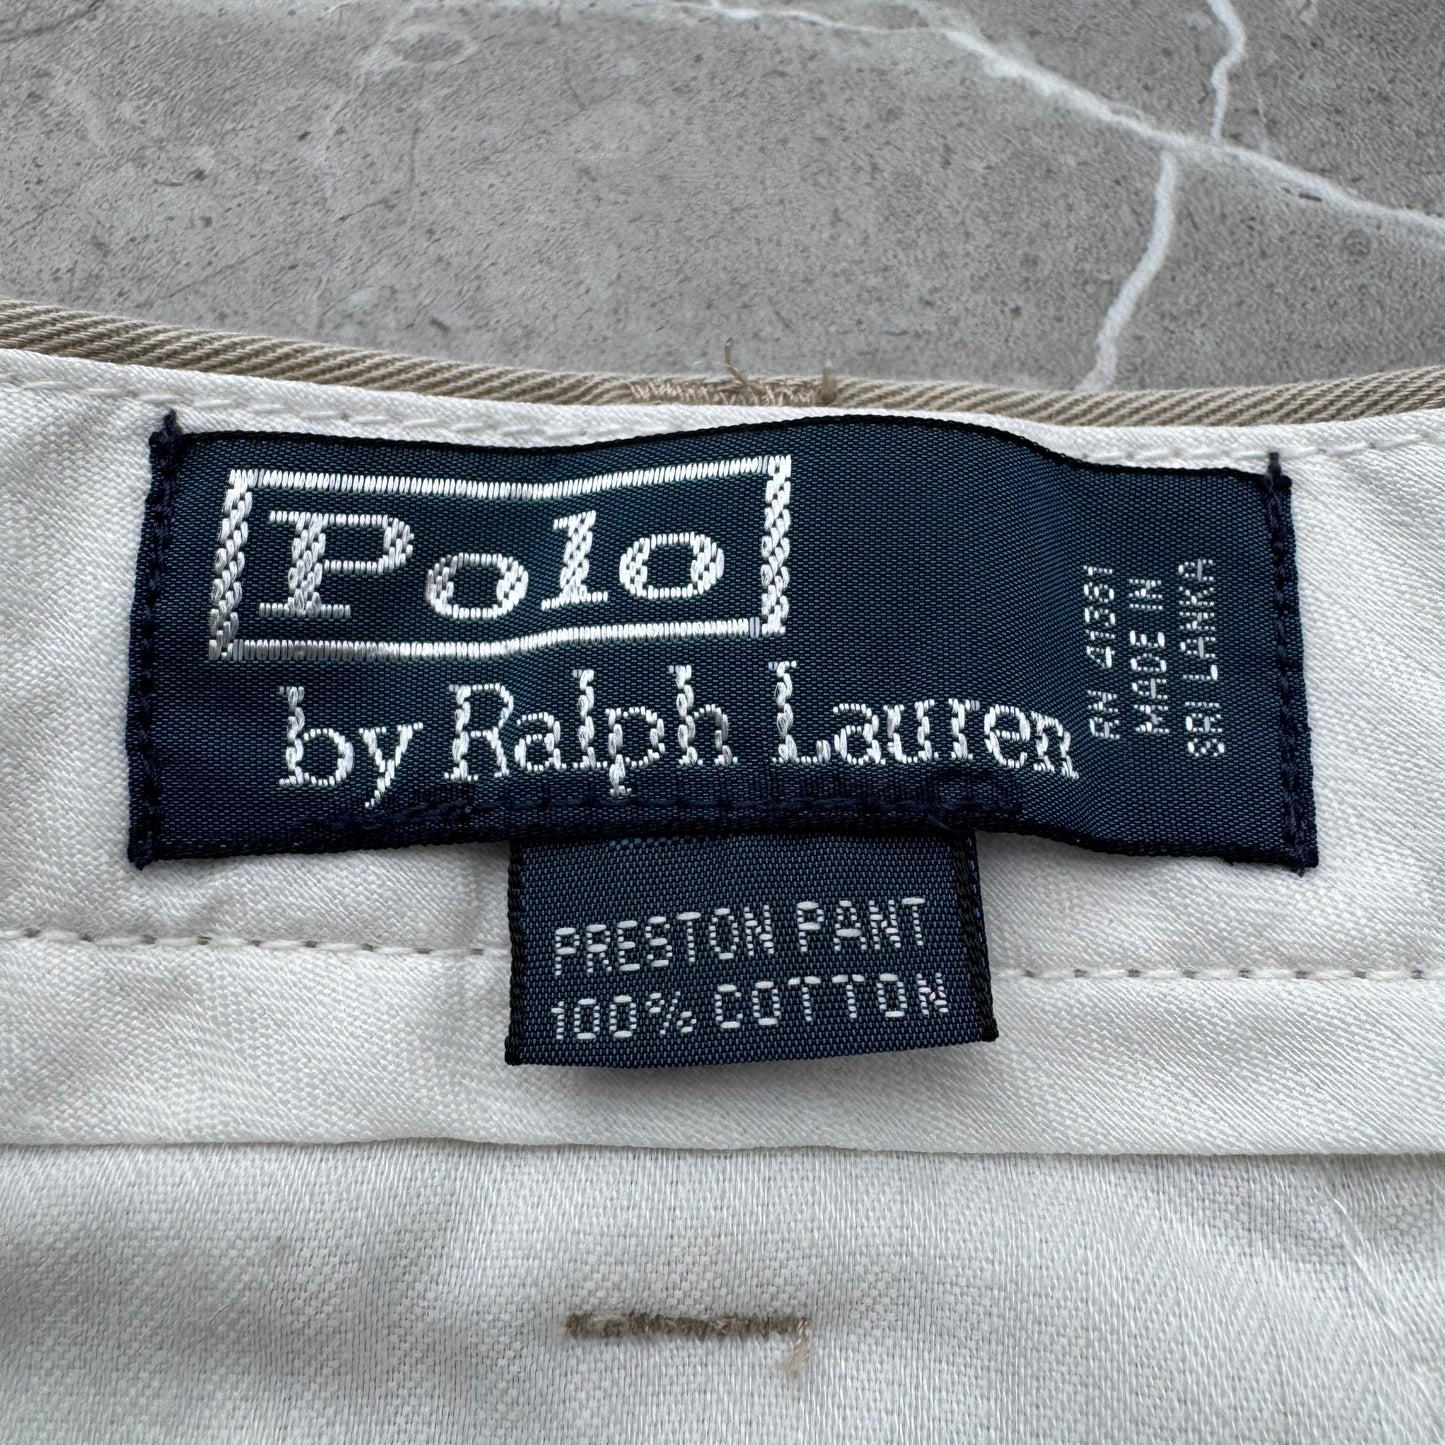 Polo
by Ralph Lauren
RN 41381
MADE IN
SRI LANKA
PRESTON PANT
100% COTTON